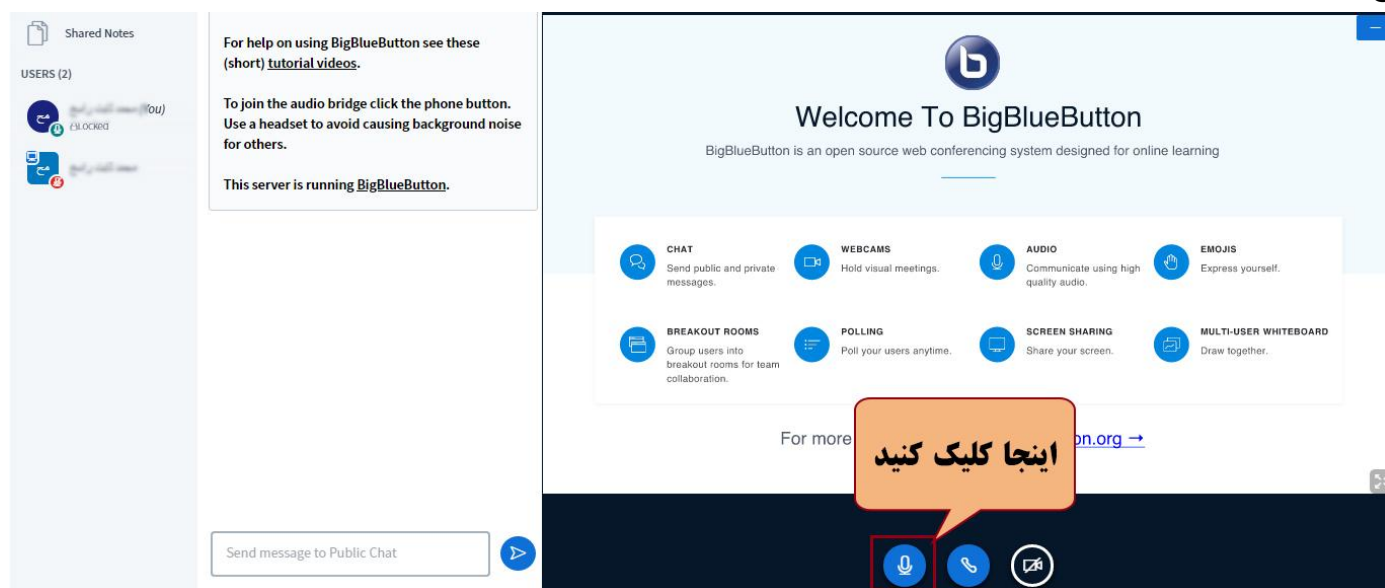 Shared Notes
USERS (2)
مح
(You)
Locked
مح
For help on using BigBlueButton see these
(short) tutorial videos.
To join the audio bridge click the phone button.
Use a headset to avoid causing background noise
for others.
This server is running BigBlueButton.
Send message to Public Chat
b
Welcome To BigBlueButton
BigBlueButton is an open source web conferencing system designed for online learning
CHAT
Send public and private
messages.
WEBCAMS
Hold visual meetings.
AUDIO
Communicate using high
quality audio.
EMOJIS
Express yourself.
BREAKOUT ROOMS
Group users into
breakout rooms for team
collaboration.
POLLING
Poll your users anytime.
SCREEN SHARING
Share your screen.
MULTI-USER WHITEBOARD
Draw together.
For more on.org →
اینجا کلیک کنید